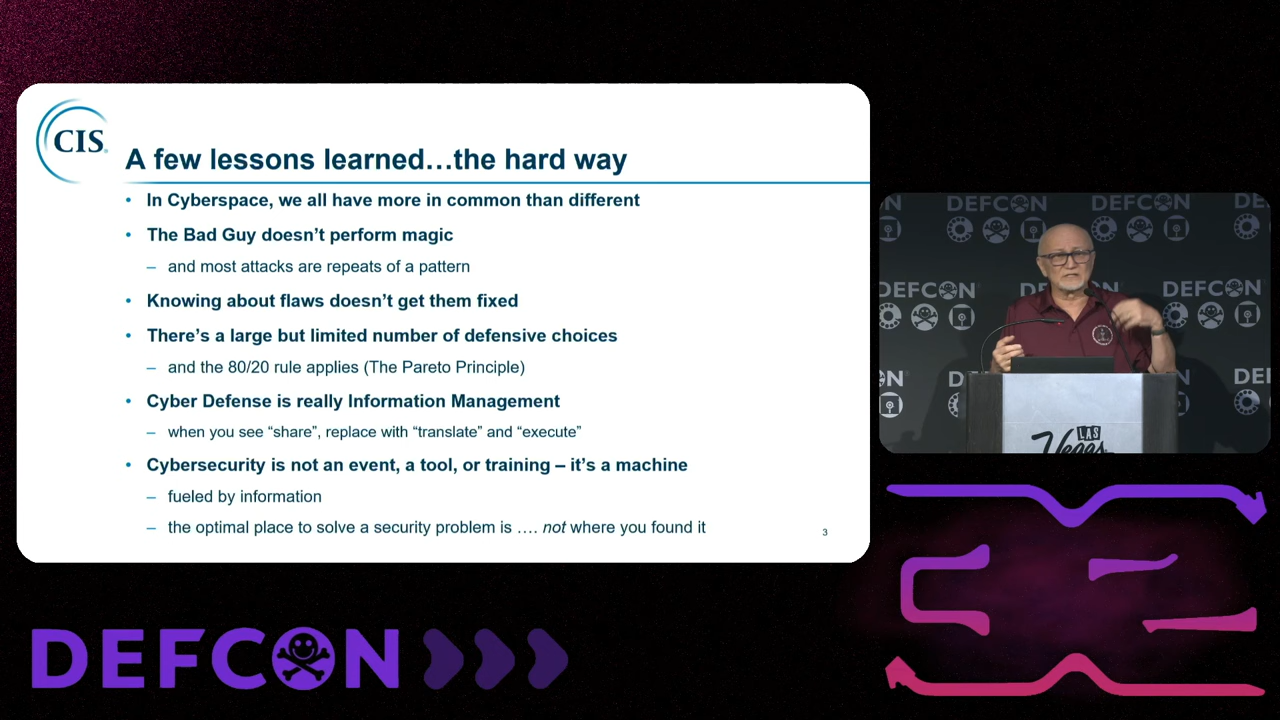 CIS
A few lessons learned…the hard way
• In Cyberspace, we all have more in common than different
• The Bad Guy doesn’t perform magic
– and most attacks are repeats of a pattern
• Knowing about flaws doesn’t get them fixed
• There’s a large but limited number of defensive choices
– and the 80/20 rule applies (The Pareto Principle)
• Cyber Defense is really Information Management
– when you see “share”, replace with “translate” and “execute”
• Cybersecurity is not an event, a tool, or training – it’s a machine
– fueled by information
– the optimal place to solve a security problem is …. not where you found it
3
DEFCON
DEFCON
DEFCON
DEFCON
LAS
Vegas
DEFCON